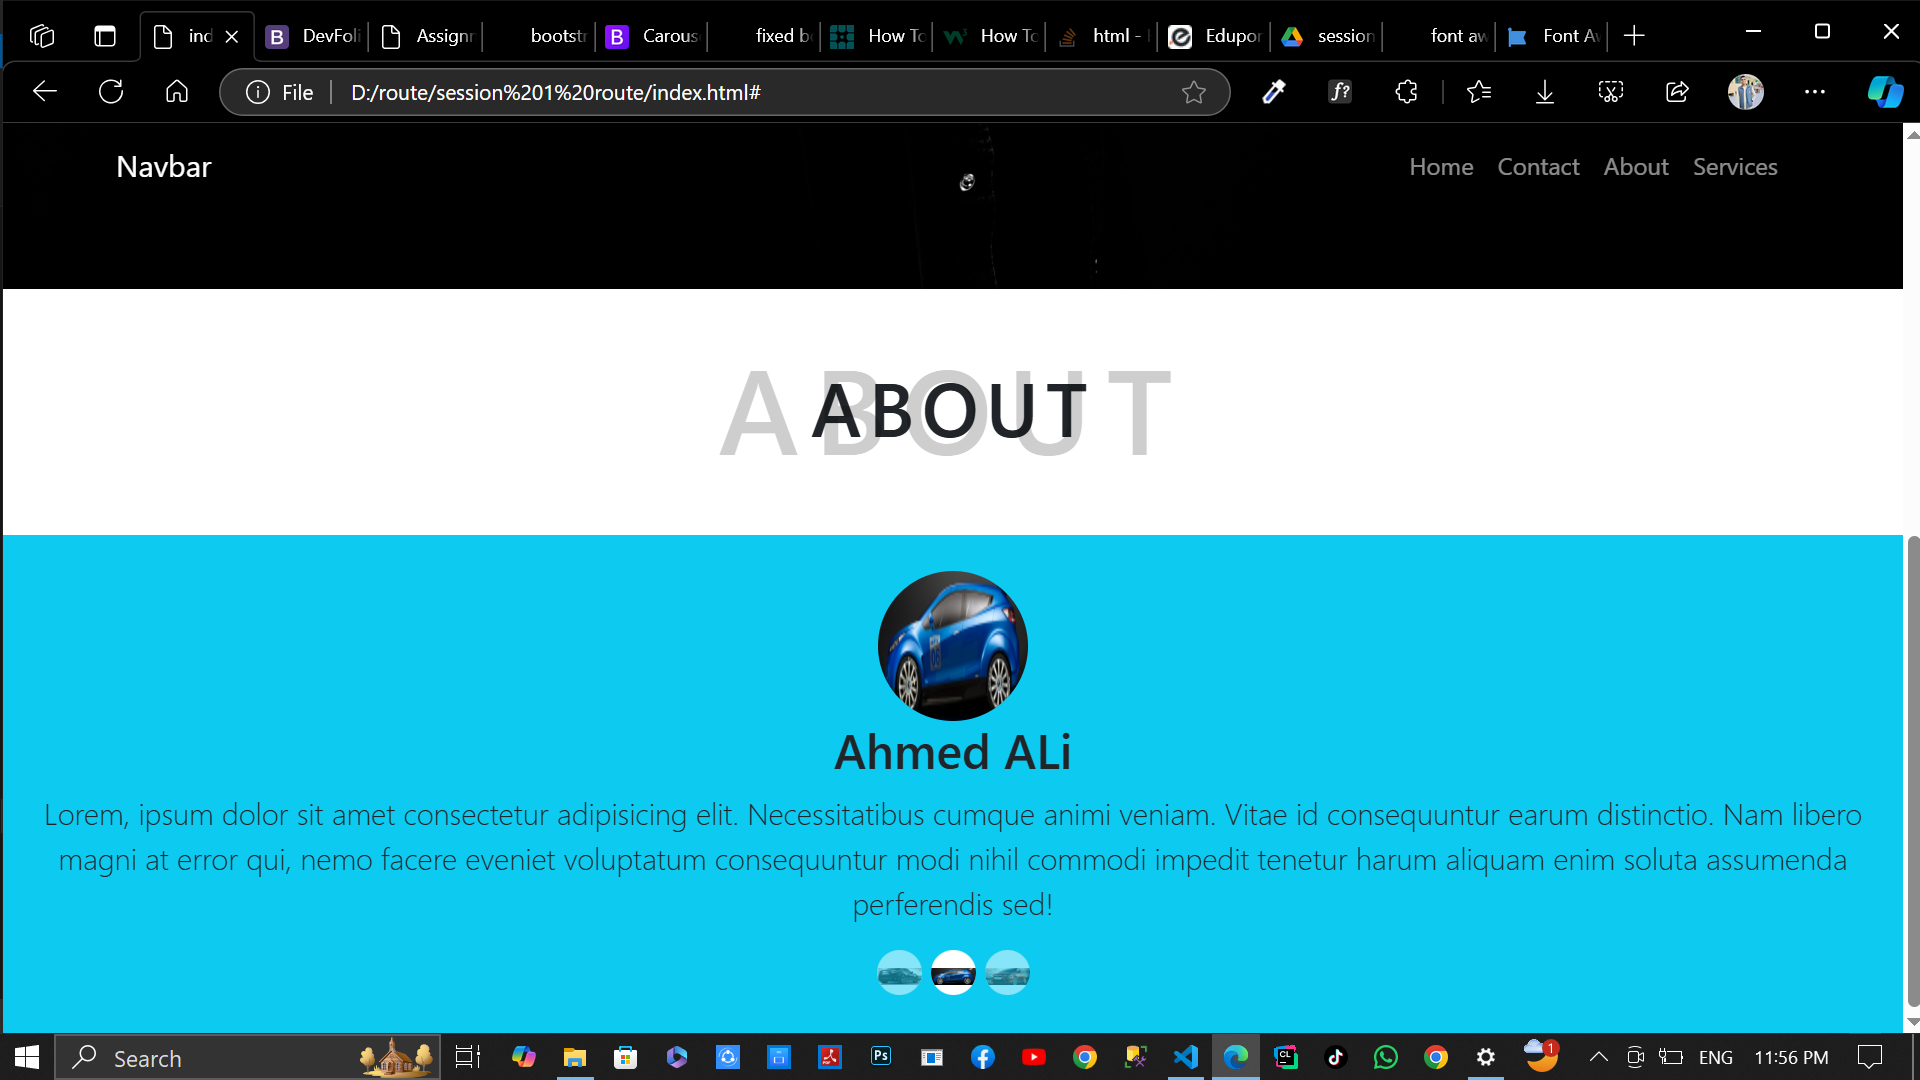 ind
DevFoli
Assignr
bootstr
Carous
fixed b
How To
How To
html -
Edupor
session
font aw
Font Aw
File
D:/route/session%201%20route/index.html#
Navbar
Home Contact About Services
ABOUT
ABOUT
Ahmed ALi
Lorem, ipsum dolor sit amet consectetur adipisicing elit. Necessitatibus cumque animi veniam. Vitae id consequuntur earum distinctio. Nam libero
magni at error qui, nemo facere eveniet voluptatum consequuntur modi nihil commodi impedit tenetur harum aliquam enim soluta assumenda
perferendis sed!
Search
Ps
CL
1
ENG
11:56 PM